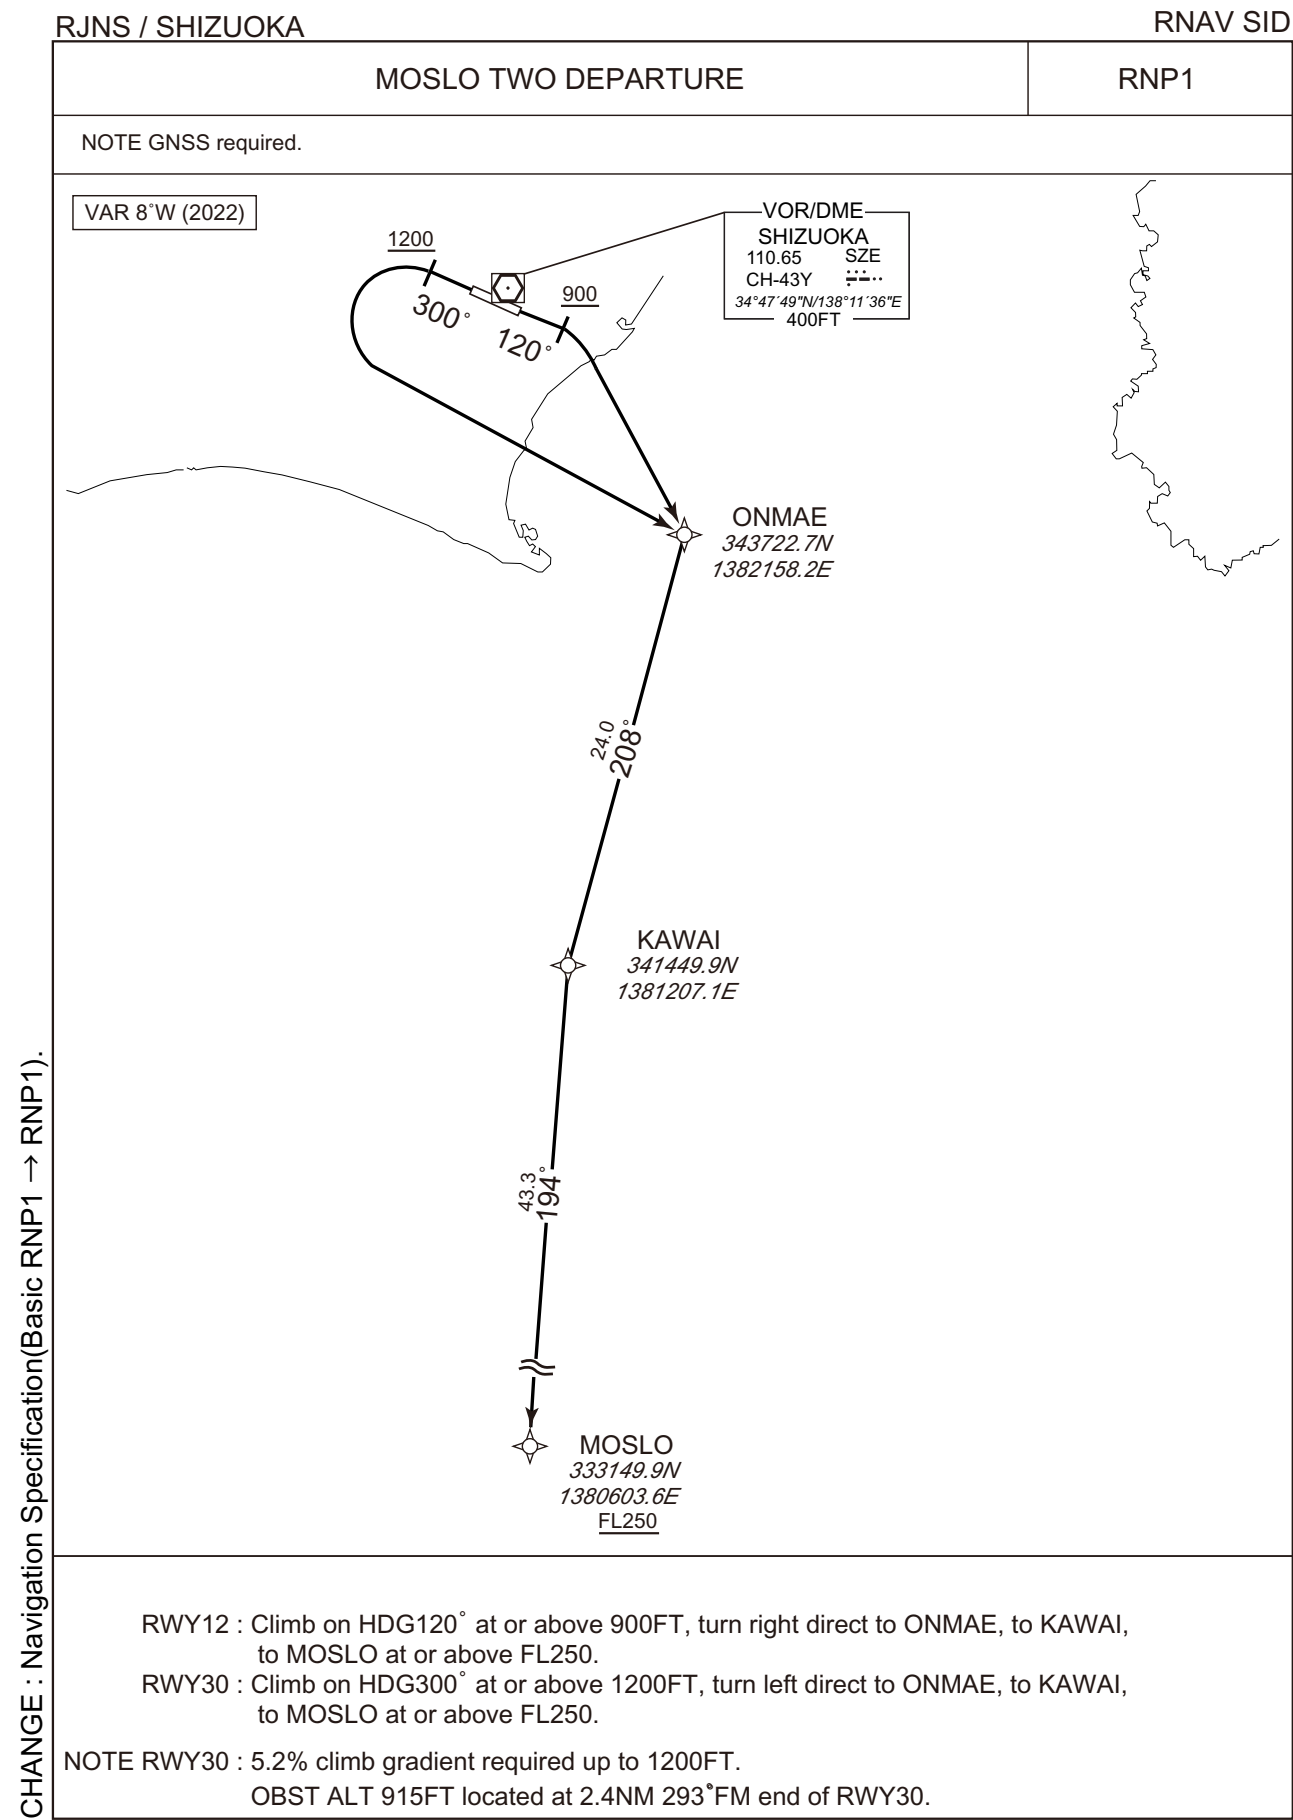 RJNS / SHIZUOKA
RNAV SID
MOSLO TWO DEPARTURE
RNP1
NOTE GNSS required.
VAR 8˚W (2022)
VOR/DME
SHIZUOKA
110.65 SZE
CH-43Y
34°47´49"N/138°11´36"E
400FT
1200
900
300˚
120˚
ONMAE
343722.7N
1382158.2E
24.0
208˚
KAWAI
341449.9N
1381207.1E
43.3
194˚
MOSLO
333149.9N
1380603.6E
FL250
RWY12 : Climb on HDG120˚ at or above 900FT, turn right direct to ONMAE, to KAWAI,
to MOSLO at or above FL250.
RWY30 : Climb on HDG300˚ at or above 1200FT, turn left direct to ONMAE, to KAWAI,
to MOSLO at or above FL250.
NOTE RWY30 : 5.2% climb gradient required up to 1200FT.
OBST ALT 915FT located at 2.4NM 293˚FM end of RWY30.
CHANGE : Navigation Specification(Basic RNP1 → RNP1).